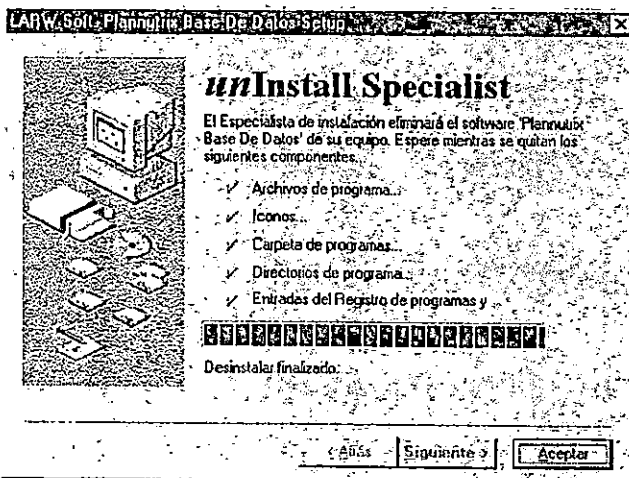 LARW Soft - Plannutrix Base De Datos Setup
unInstall Specialist
El Especialista de instalación eliminará el software 'Plannutrix
Base De Datos' de su equipo. Espere mientras se quitan los
siguientes componentes...
✓ Archivos de programa...
✓ Iconos...
✓ Carpeta de programas...
✓ Directorios de programa...
✓ Entradas del Registro de programas y
Desinstalar finalizado.
< Atrás Siguiente > Aceptar